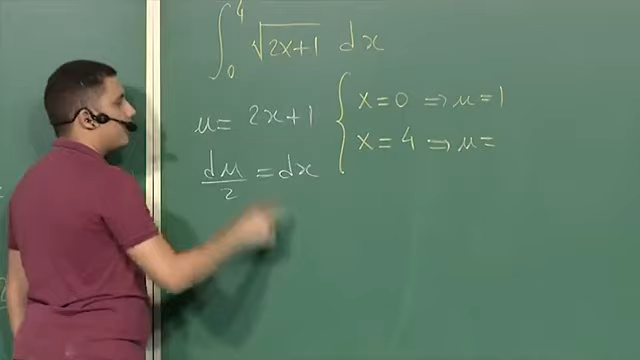 ∫₀⁴ √(2x+1) dx
u = 2x+1
du/2 = dx
{ x = 0 ⇒ u = 1
x = 4 ⇒ u =